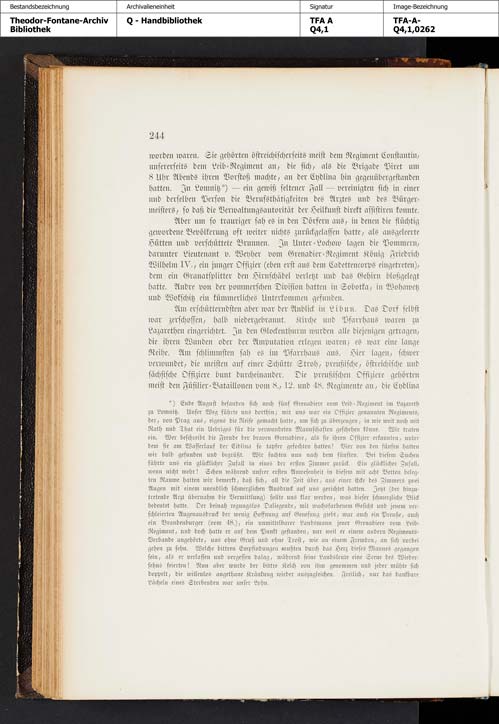 Bestandsbezeichnung
Theodor-Fontane-Archiv
Bibliothek
Archivalieneinheit
Q - Handbibliothek
Signatur
TFA A
Q4,1
Image-Bezeichnung
TFA-A-
Q4,1,0262
244
worden waren. Sie gehörten östreichischerseits meist dem Regiment Constantin,
unsererseits dem Leib-Regiment an, die sich, als die Brigade Piret um
8 Uhr Abends ihren Vorstoß machte, an der Cydlina hin gegenübergestanden
hatten. In Lomnitz*) — ein gewiß seltener Fall — vereinigten sich in einer
und derselben Person die Berufsthätigkeiten des Arztes und des Bürger-
meisters, so daß die Verwaltungsautorität der Heilkunst direkt assistiren konnte.
Aber um so trauriger sah es in den Dörfern aus, in denen die flüchtig
gewordene Bevölkerung oft weiter nichts zurückgelassen hatte, als ausgeleerte
Hütten und verschüttete Brunnen. In Unter-Lochow lagen die Pommern,
darunter Lieutenant v. Weyher vom Grenadier-Regiment König Friedrich
Wilhelm IV., ein junger Offizier (eben erst aus dem Cadettencorps eingetreten),
dem ein Granatsplitter den Hirnschädel verletzt und das Gehirn bloßgelegt
hatte. Andre von der pommerschen Division hatten in Sobotka, in Wohawetz
und Wokschitz ein kümmerliches Unterkommen gefunden.
Am erschütterndsten aber war der Anblick in Libun. Das Dorf selbst
war zerschossen, halb niedergebrannt. Kirche und Pfarrhaus waren zu
Lazarethen eingerichtet. In den Glockenthurm wurden alle diejenigen getragen,
die ihren Wunden oder der Amputation erlegen waren; es war eine lange
Reihe. Am schlimmsten sah es im Pfarrhaus aus. Hier lagen, schwer
verwundet, die meisten auf einer Schütte Stroh, preußische, östreichische und
sächsische Offiziere bunt durcheinander. Die preußischen Offiziere gehörten
meist den Füsilier-Bataillonen vom 8., 12. und 48. Regimente an, die Cydlina
*) Ende August befanden sich noch fünf Grenadiere vom Leib-Regiment im Lazareth
zu Lomnitz. Unser Weg führte uns dorthin; mit uns war ein Offizier genannten Regiments,
der, von Prag aus, eigens die Reise gemacht hatte, um sich zu überzeugen, in wie weit noch mit
Rath und That ein Uebriges für die verwundeten Mannschaften geschehen könne. Wir traten
ein. Wer beschreibt die Freude der braven Grenadiere, als sie ihren Offizier erkannten, unter
dem sie am Wasserlauf der Cidlina so tapfer gefochten hatten! Vier von den fünfen hatten
wir bald gefunden und begrüßt. Wir suchten nun nach dem fünften. Bei diesem Suchen
führte uns ein glücklicher Zufall in eines der ersten Zimmer zurück. Ein glücklicher Zufall,
wenn nicht mehr! Schon während unsrer ersten Anwesenheit in diesem mit acht Betten beleg-
ten Raume hatten wir bemerkt, daß sich, all die Zeit über, aus einer Ecke des Zimmers zwei
Augen mit einem unendlich schmerzlichen Ausdruck auf uns gerichtet hatten. Jetzt (der hinzu-
tretende Arzt übernahm die Vermittlung) sollte uns klar werden, was dieser schmerzliche Blick
bedeutet hatte. Der beinah regungslos Daliegende, mit wachsfarbenem Gesicht und jenem ver-
schleierten Augenausdruck der wenig Hoffnung auf Genesung giebt, war auch ein Preuße, auch
ein Brandenburger (vom 48.), ein unmittelbarer Landsmann jener Grenadiere vom Leib-
Regiment, und doch hatte er auf dem Punkt gestanden, nur weil er einem andern Regiments-
Verbande angehörte, uns ohne Gruß und ohne Trost, wie an einem Fremden, an sich vorbei
gehen zu sehn. Welche bittren Empfindungen mußten durch das Herz dieses Mannes gegangen
sein, als er verlassen und vergessen dalag, während seine Landsleute eine Scene des Wieder-
sehns feierten! Nun aber wurde der bittre Kelch von ihm genommen und jeder mühte sich
doppelt, die willenlos angethane Kränkung wieder auszugleichen. Freilich, nur das dankbare
Lächeln eines Sterbenden war unser Lohn.